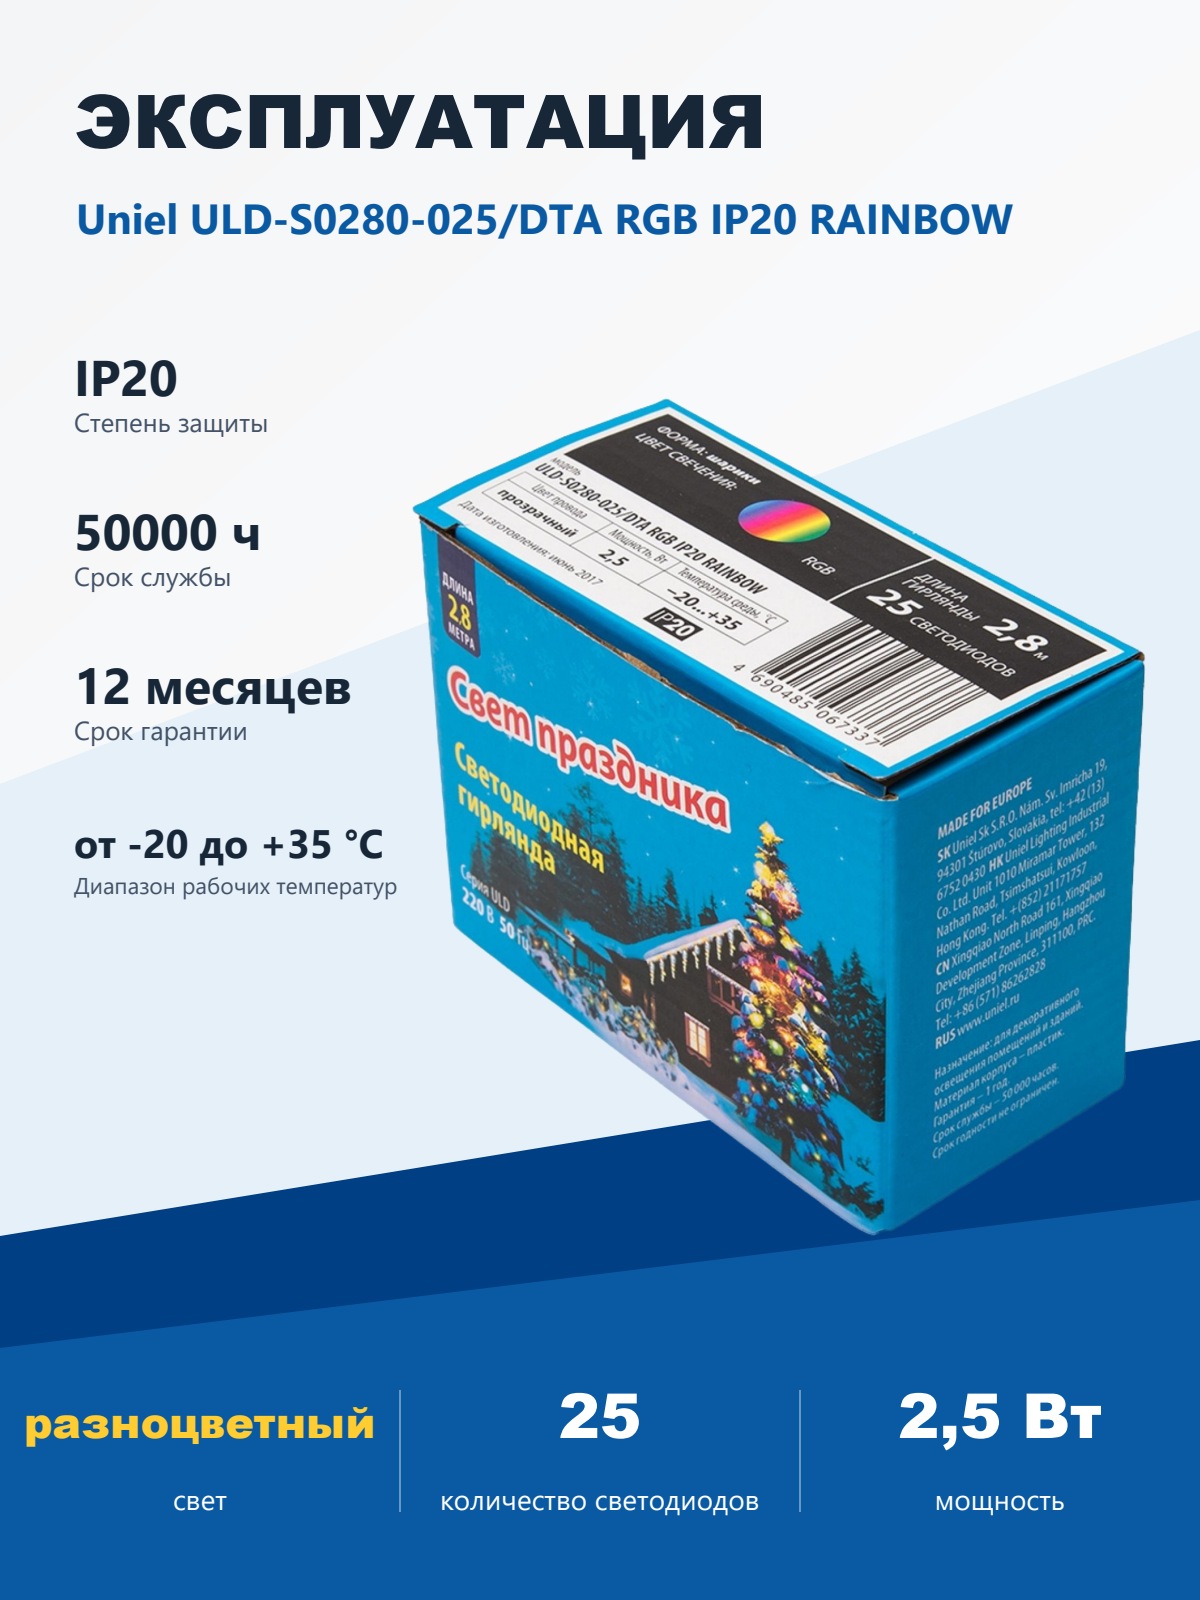 ЭКСПЛУАТАЦИЯ
Uniel ULD-S0280-025/DTA RGB IP20 RAINBOW
IP20
Степень защиты
50000 ч
Срок службы
12 месяцев
Срок гарантии
от -20 до +35 °C
Диапазон рабочих температур
ФОРМА: шарики
ЦВЕТ СВЕЧЕНИЯ:
RGB
ДЛИНА
ГИРЛЯНДЫ 2,8 м
25 СВЕТОДИОДОВ
модель
ULD-S0280-025/DTA RGB IP20 RAINBOW
Цвет провода
Мощность, Вт
Температура среды, °C
прозрачный
2,5
−20...+35
Дата изготовления: июнь 2017
IP20
4 690485 067337
ДЛИНА
2,8
МЕТРА
Свет праздника
Светодиодная
гирлянда
Серия ULD
220 В 50 Гц
MADE FOR EUROPE
SK Uniel Sk S.R.O. Nám. Sv. Imricha 19,
94301 Štúrovo, Slovakia, tel: +42 (13)
6752 0430 HK Uniel Lighting Industrial
Co. Ltd. Unit 1010 Miramar Tower, 132
Nathan Road, Tsimshatsui, Kowloon,
Hong Kong. Tel. +(852) 21171757
CN Xingqiao North Road 161, Xingqiao
Development Zone, Linping, Hangzhou
City, Zhejiang Province, 311100, PRC.
Tel: +86 (571) 86262828
RUS www.uniel.ru
Назначение: для декоративного
освещения помещений и зданий.
Материал корпуса – пластик.
Гарантия – 1 год.
Срок службы – 50 000 часов.
Срок годности не ограничен.
разноцветный
свет
25
количество светодиодов
2,5 Вт
мощность